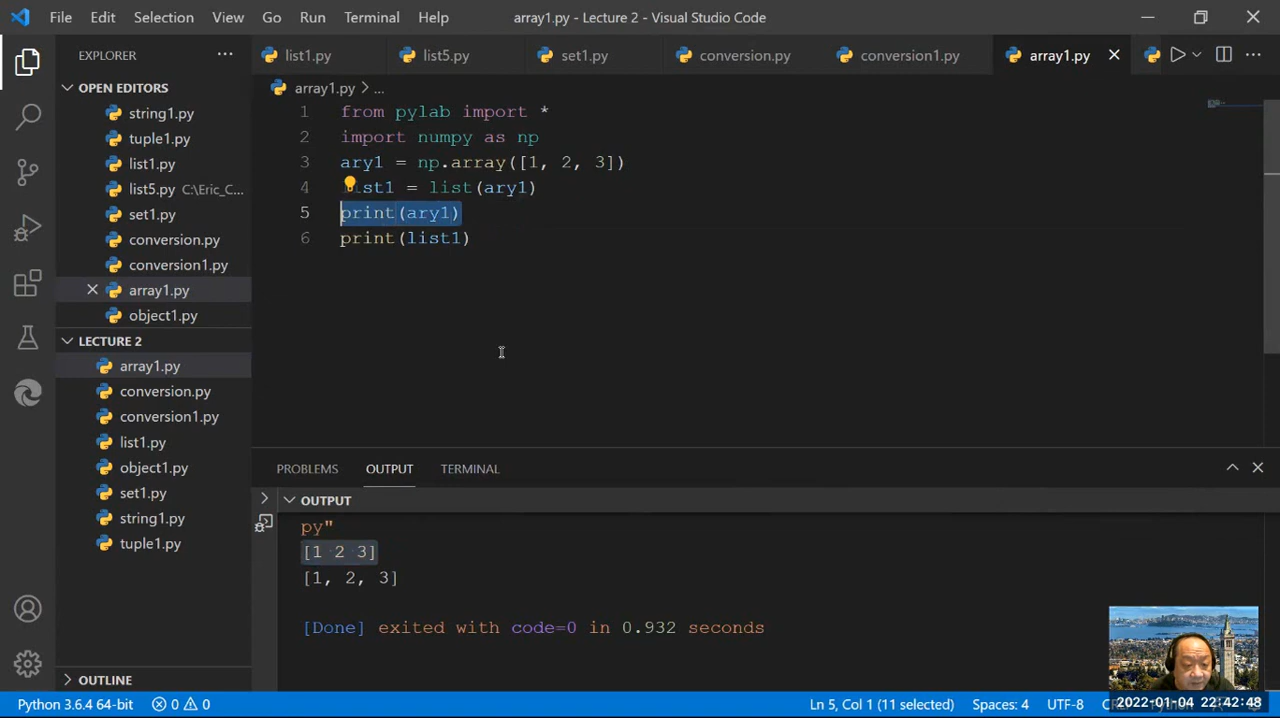 File Edit Selection View Go Run Terminal Help array1.py - Lecture 2 - Visual Studio Code
EXPLORER
list1.py list5.py set1.py conversion.py conversion1.py array1.py
OPEN EDITORS
string1.py
tuple1.py
list1.py
list5.py C:\Eric_C...
set1.py
conversion.py
conversion1.py
array1.py
object1.py
LECTURE 2
array1.py
conversion.py
conversion1.py
list1.py
object1.py
set1.py
string1.py
tuple1.py
OUTLINE
array1.py > ...
1 from pylab import *
2 import numpy as np
3 ary1 = np.array([1, 2, 3])
4 list1 = list(ary1)
5 print(ary1)
6 print(list1)
PROBLEMS OUTPUT TERMINAL
OUTPUT
py"
[1 2 3]
[1, 2, 3]
[Done] exited with code=0 in 0.932 seconds
Python 3.6.4 64-bit 0 0 Ln 5, Col 1 (11 selected) Spaces: 4 UTF-8
2022-01-04 22:42:48